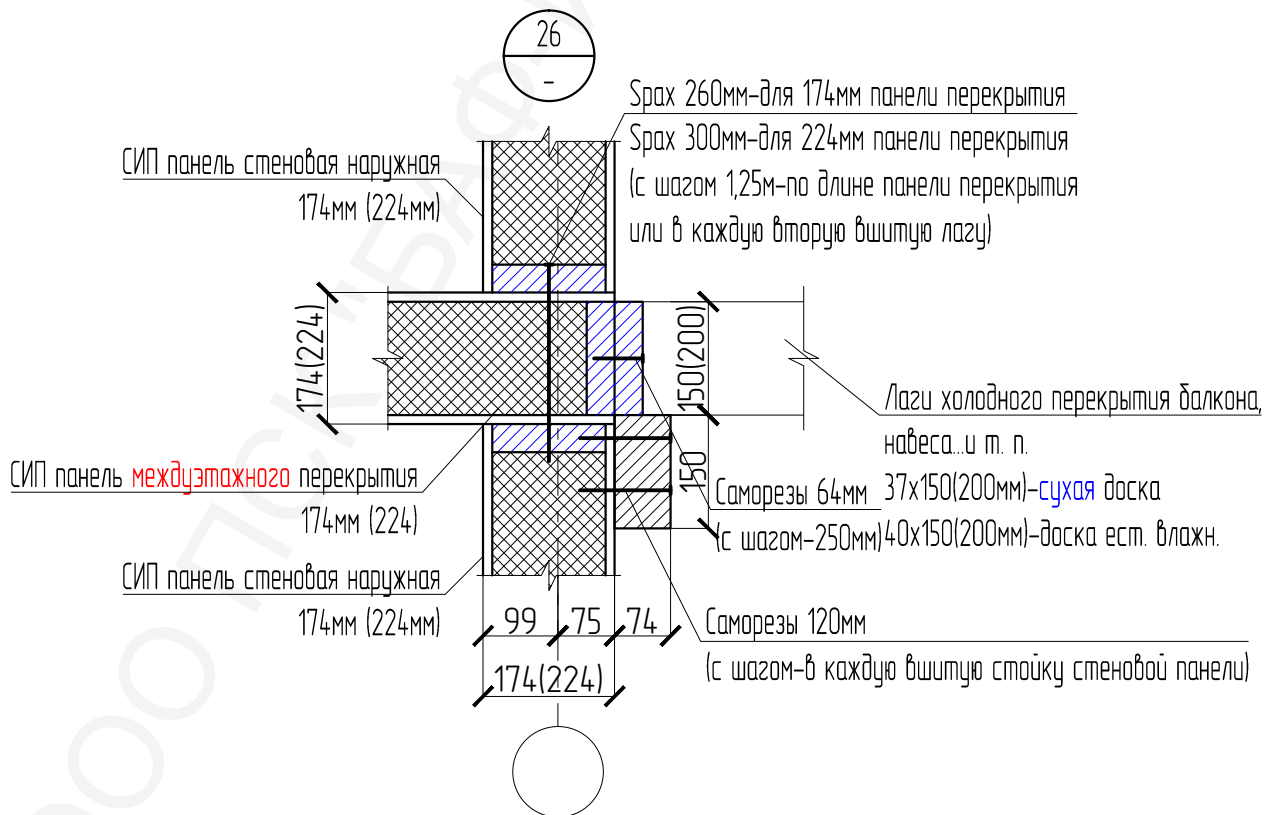 26
-
Spax 260мм-для 174мм панели перекрытия
Spax 300мм-для 224мм панели перекрытия
(с шагом 1,25м-по длине панели перекрытия
или в каждую вторую вшитую лагу)
СИП панель стеновая наружная
174мм (224мм)
174(224)
150(200)
150
Лаги холодного перекрытия балкона,
навеса...и т. п.
37х150(200мм)-сухая доска
40х150(200мм)-доска ест. влажн.
СИП панель междуэтажного перекрытия
174мм (224)
Саморезы 64мм
(с шагом-250мм)
СИП панель стеновая наружная
174мм (224мм)
99
75
74
174(224)
Саморезы 120мм
(с шагом-в каждую вшитую стойку стеновой панели)
ООО ПСК